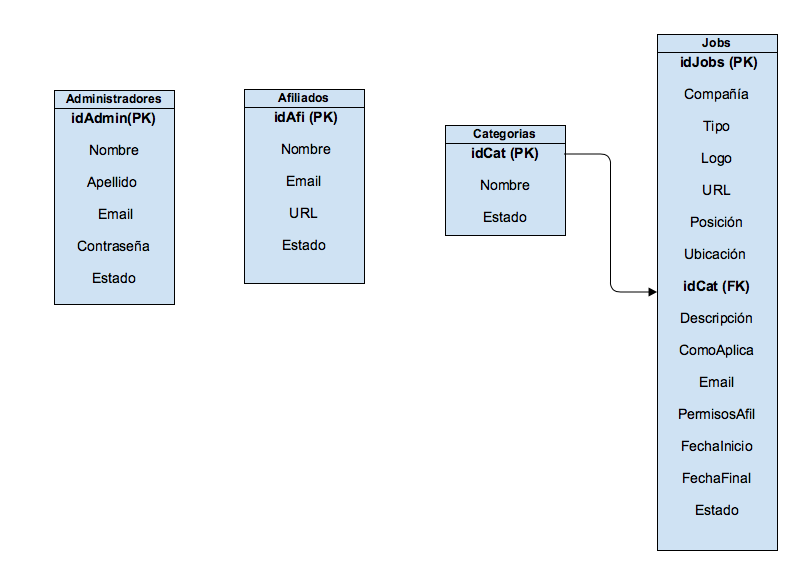 Administradores
idAdmin(PK)
Nombre
Apellido
Email
Contraseña
Estado
Afiliados
idAfi (PK)
Nombre
Email
URL
Estado
Categorias
idCat (PK)
Nombre
Estado
Jobs
idJobs (PK)
Compañía
Tipo
Logo
URL
Posición
Ubicación
idCat (FK)
Descripción
ComoAplica
Email
PermisosAfil
FechaInicio
FechaFinal
Estado